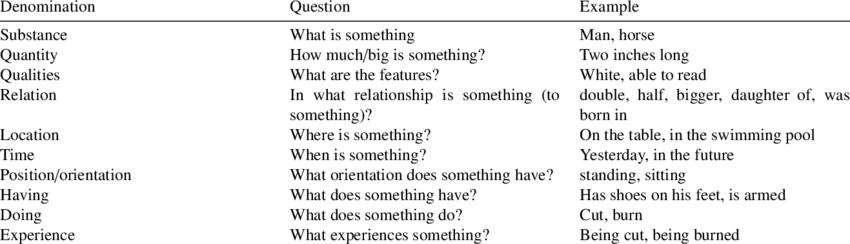 Denomination Question Example
Substance What is something Man, horse
Quantity How much/big is something? Two inches long
Qualities What are the features? White, able to read
Relation In what relationship is something (to double, half, bigger, daughter of, was
something)? born in
Location Where is something? On the table, in the swimming pool
Time When is something? Yesterday, in the future
Position/orientation What orientation does something have? standing, sitting
Having What does something have? Has shoes on his feet, is armed
Doing What does something do? Cut, burn
Experience What experiences something? Being cut, being burned